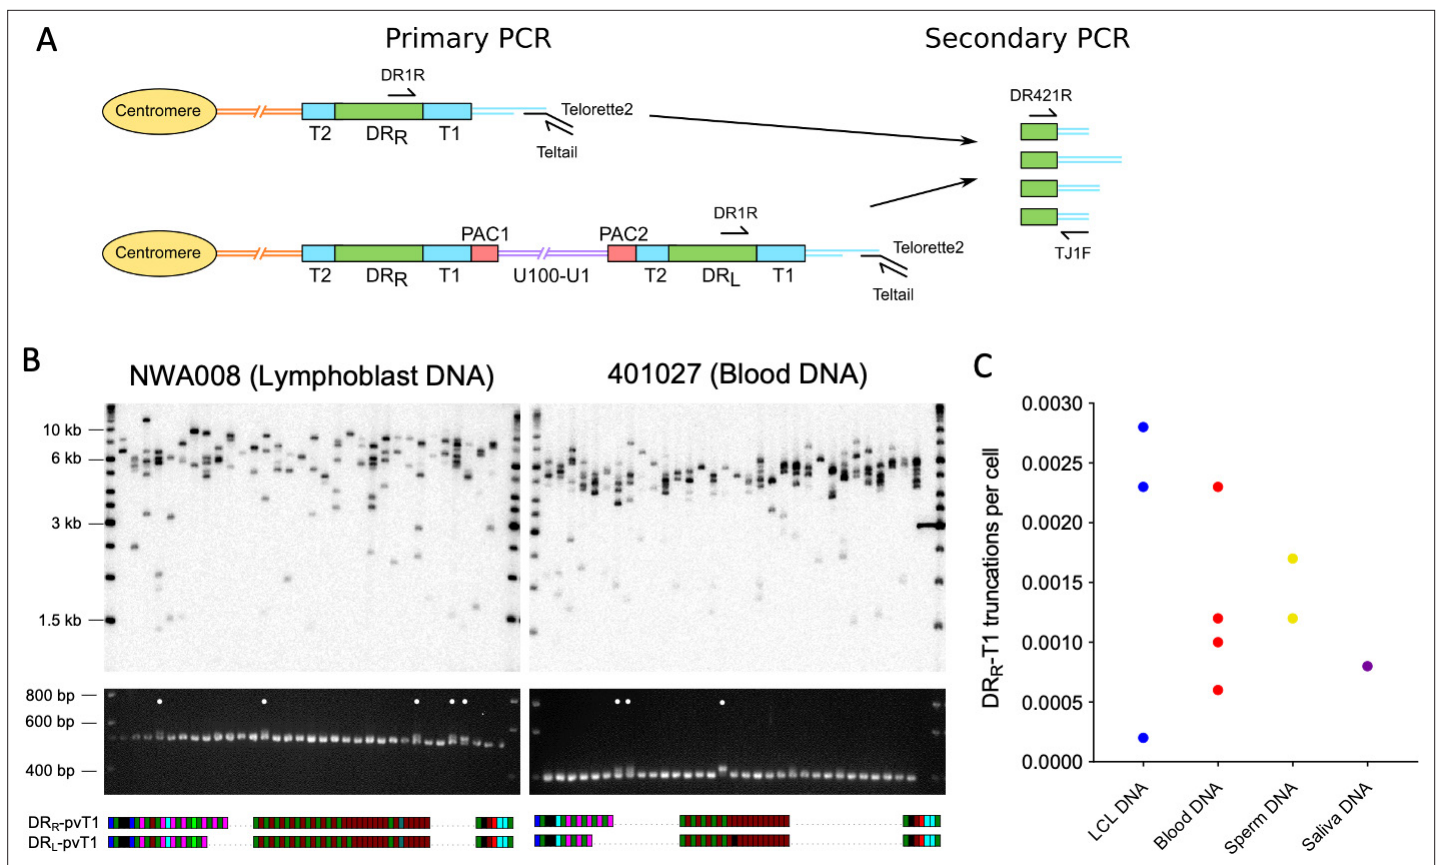 A
Primary PCR
Secondary PCR
DR1R
Centromere
Telorette2
T2
DRR
T1
Teltail
DR421R
TJ1F
DR1R
PAC1
PAC2
Centromere
Telorette2
T2
DRR
T1
U100-U1
T2
DRL
T1
Teltail
B
NWA008 (Lymphoblast DNA)
401027 (Blood DNA)
10 kb
6 kb
3 kb
1.5 kb
800 bp
600 bp
400 bp
DRR-pvT1
DRL-pvT1
C
DRR-T1 truncations per cell
0.0030
0.0025
0.0020
0.0015
0.0010
0.0005
0.0000
LCL DNA
Blood DNA
Sperm DNA
Saliva DNA